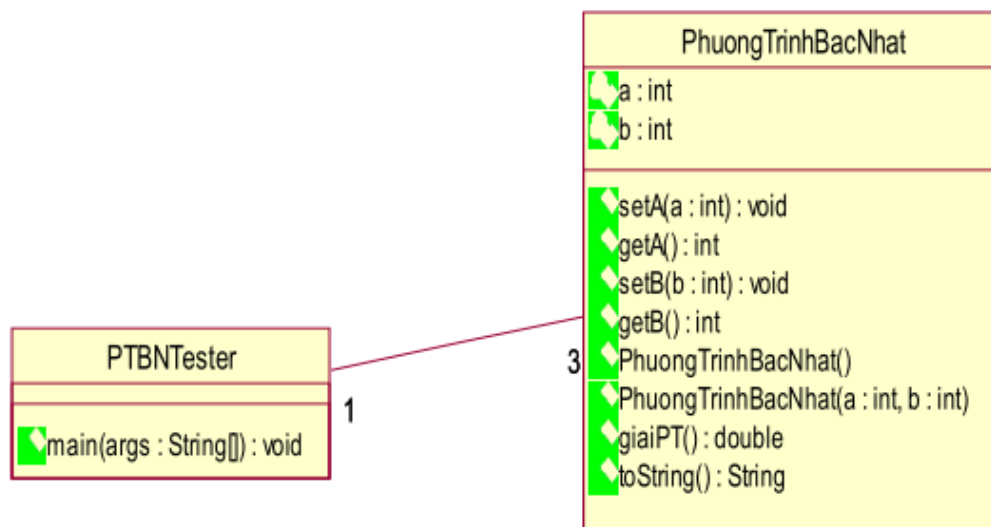 PhuongTrinhBacNhat
a : int
b : int
setA(a : int) : void
getA() : int
setB(b : int) : void
getB() : int
PhuongTrinhBacNhat()
PhuongTrinhBacNhat(a : int, b : int)
giaiPT() : double
toString() : String
3
1
PTBNTester
main(args : String[]) : void